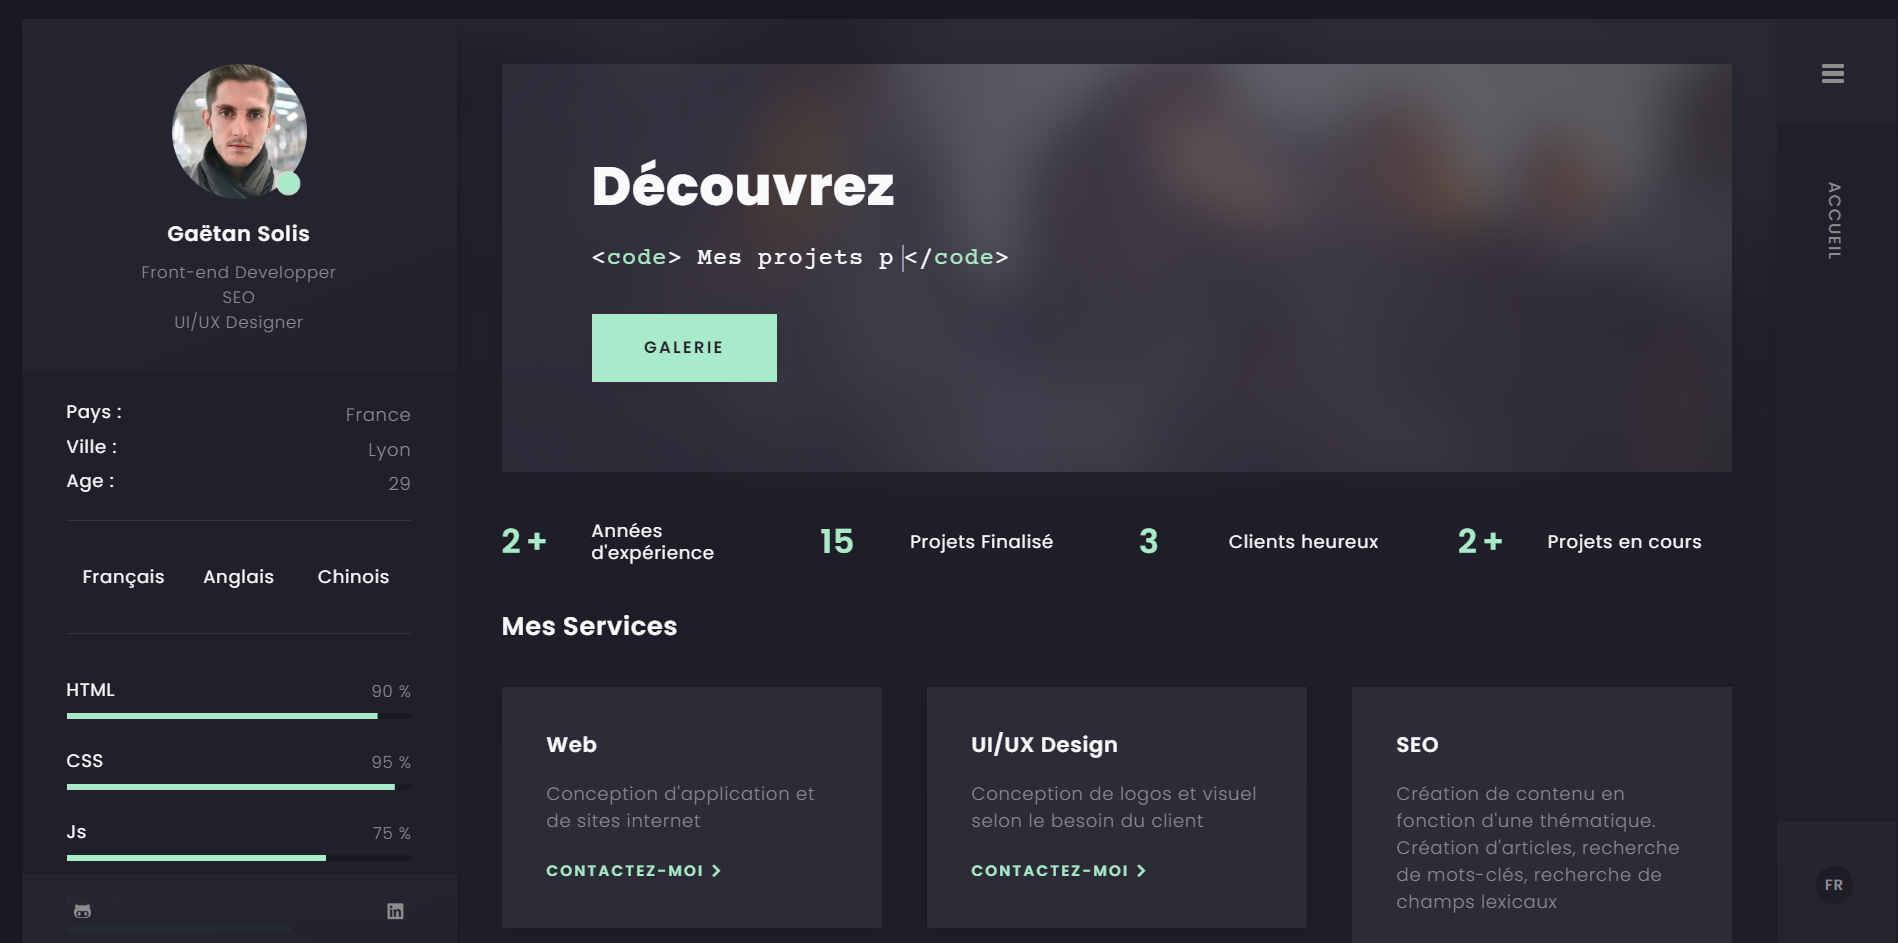 Gaëtan Solis
Front-end Developper
SEO
UI/UX Designer
Pays :
France
Ville :
Lyon
Age :
29
Français
Anglais
Chinois
HTML
90 %
CSS
95 %
Js
75 %
Découvrez
<code> Mes projets p </code>
GALERIE
2 +
Années
d'expérience
15
Projets Finalisé
3
Clients heureux
2 +
Projets en cours
Mes Services
Web
Conception d'application et
de sites internet
CONTACTEZ-MOI
UI/UX Design
Conception de logos et visuel
selon le besoin du client
CONTACTEZ-MOI
SEO
Création de contenu en
fonction d'une thématique.
Création d'articles, recherche
de mots-clés, recherche de
champs lexicaux
ACCUEIL
FR